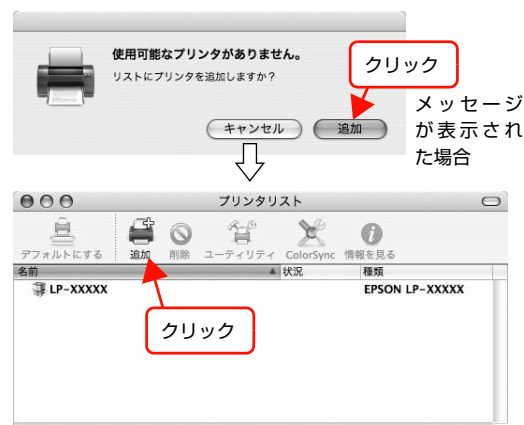 使用可能なプリンタがありません。
リストにプリンタを追加しますか?
クリック
キャンセル 追加
メッセージ
が表示され
た場合
プリンタリスト
デフォルトにする 追加 削除 ユーティリティ ColorSync 情報を見る
名前 状況 種類
LP-XXXXX EPSON LP-XXXXX
クリック